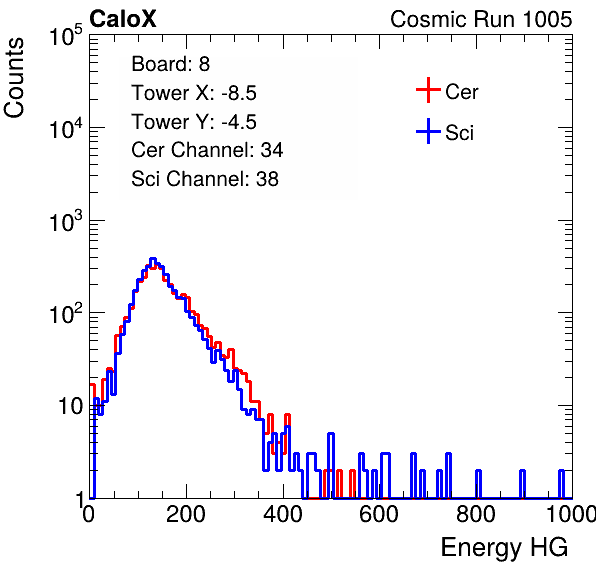 CaloX Cosmic Run 1005
Counts
10^5
10^4
10^3
10^2
10
1
Board: 8
Tower X: -8.5
Tower Y: -4.5
Cer Channel: 34
Sci Channel: 38
Cer
Sci
0 200 400 600 800 1000
Energy HG